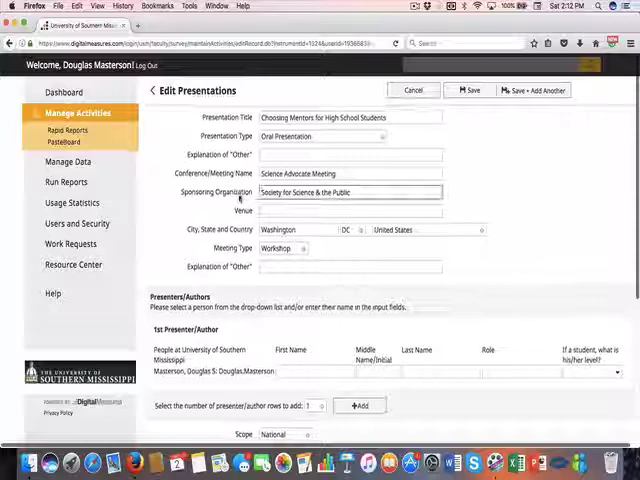 Firefox File Edit View History Bookmarks Tools Window Help 100% Sat 2:12 PM
University of Southern Mississip...
Search
Welcome, Douglas Masterson | Log Out
Dashboard
Manage Activities
Rapid Reports
PasteBoard
Manage Data
Run Reports
Usage Statistics
Users and Security
Work Requests
Resource Center
Help
THE UNIVERSITY OF
SOUTHERN MISSISSIPPI
POWERED BY DigitalMeasures
Privacy Policy
Edit Presentations
Cancel
Save
Save + Add Another
Presentation Title Choosing Mentors for High School Students
Presentation Type Oral Presentation
Explanation of "Other"
Conference/Meeting Name Science Advocate Meeting
Sponsoring Organization Society for Science & the Public
Venue
City, State and Country Washington DC United States
Meeting Type Workshop
Explanation of "Other"
Presenters/Authors
Please select a person from the drop-down list and/or enter their name in the input fields.
1st Presenter/Author
People at University of Southern Mississippi First Name Middle Name/Initial Last Name Role If a student, what is his/her level?
Masterson, Douglas S: Douglas.Masterson
Select the number of presenter/author rows to add: 1 +Add
Scope National